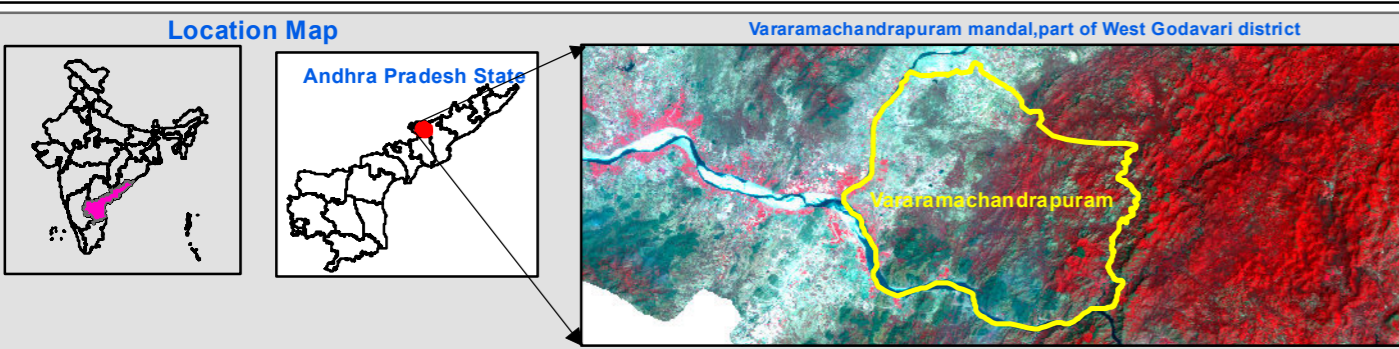 Location Map
Vararamachandrapuram mandal,part of West Godavari district
Andhra Pradesh State
Vararamachandrapuram